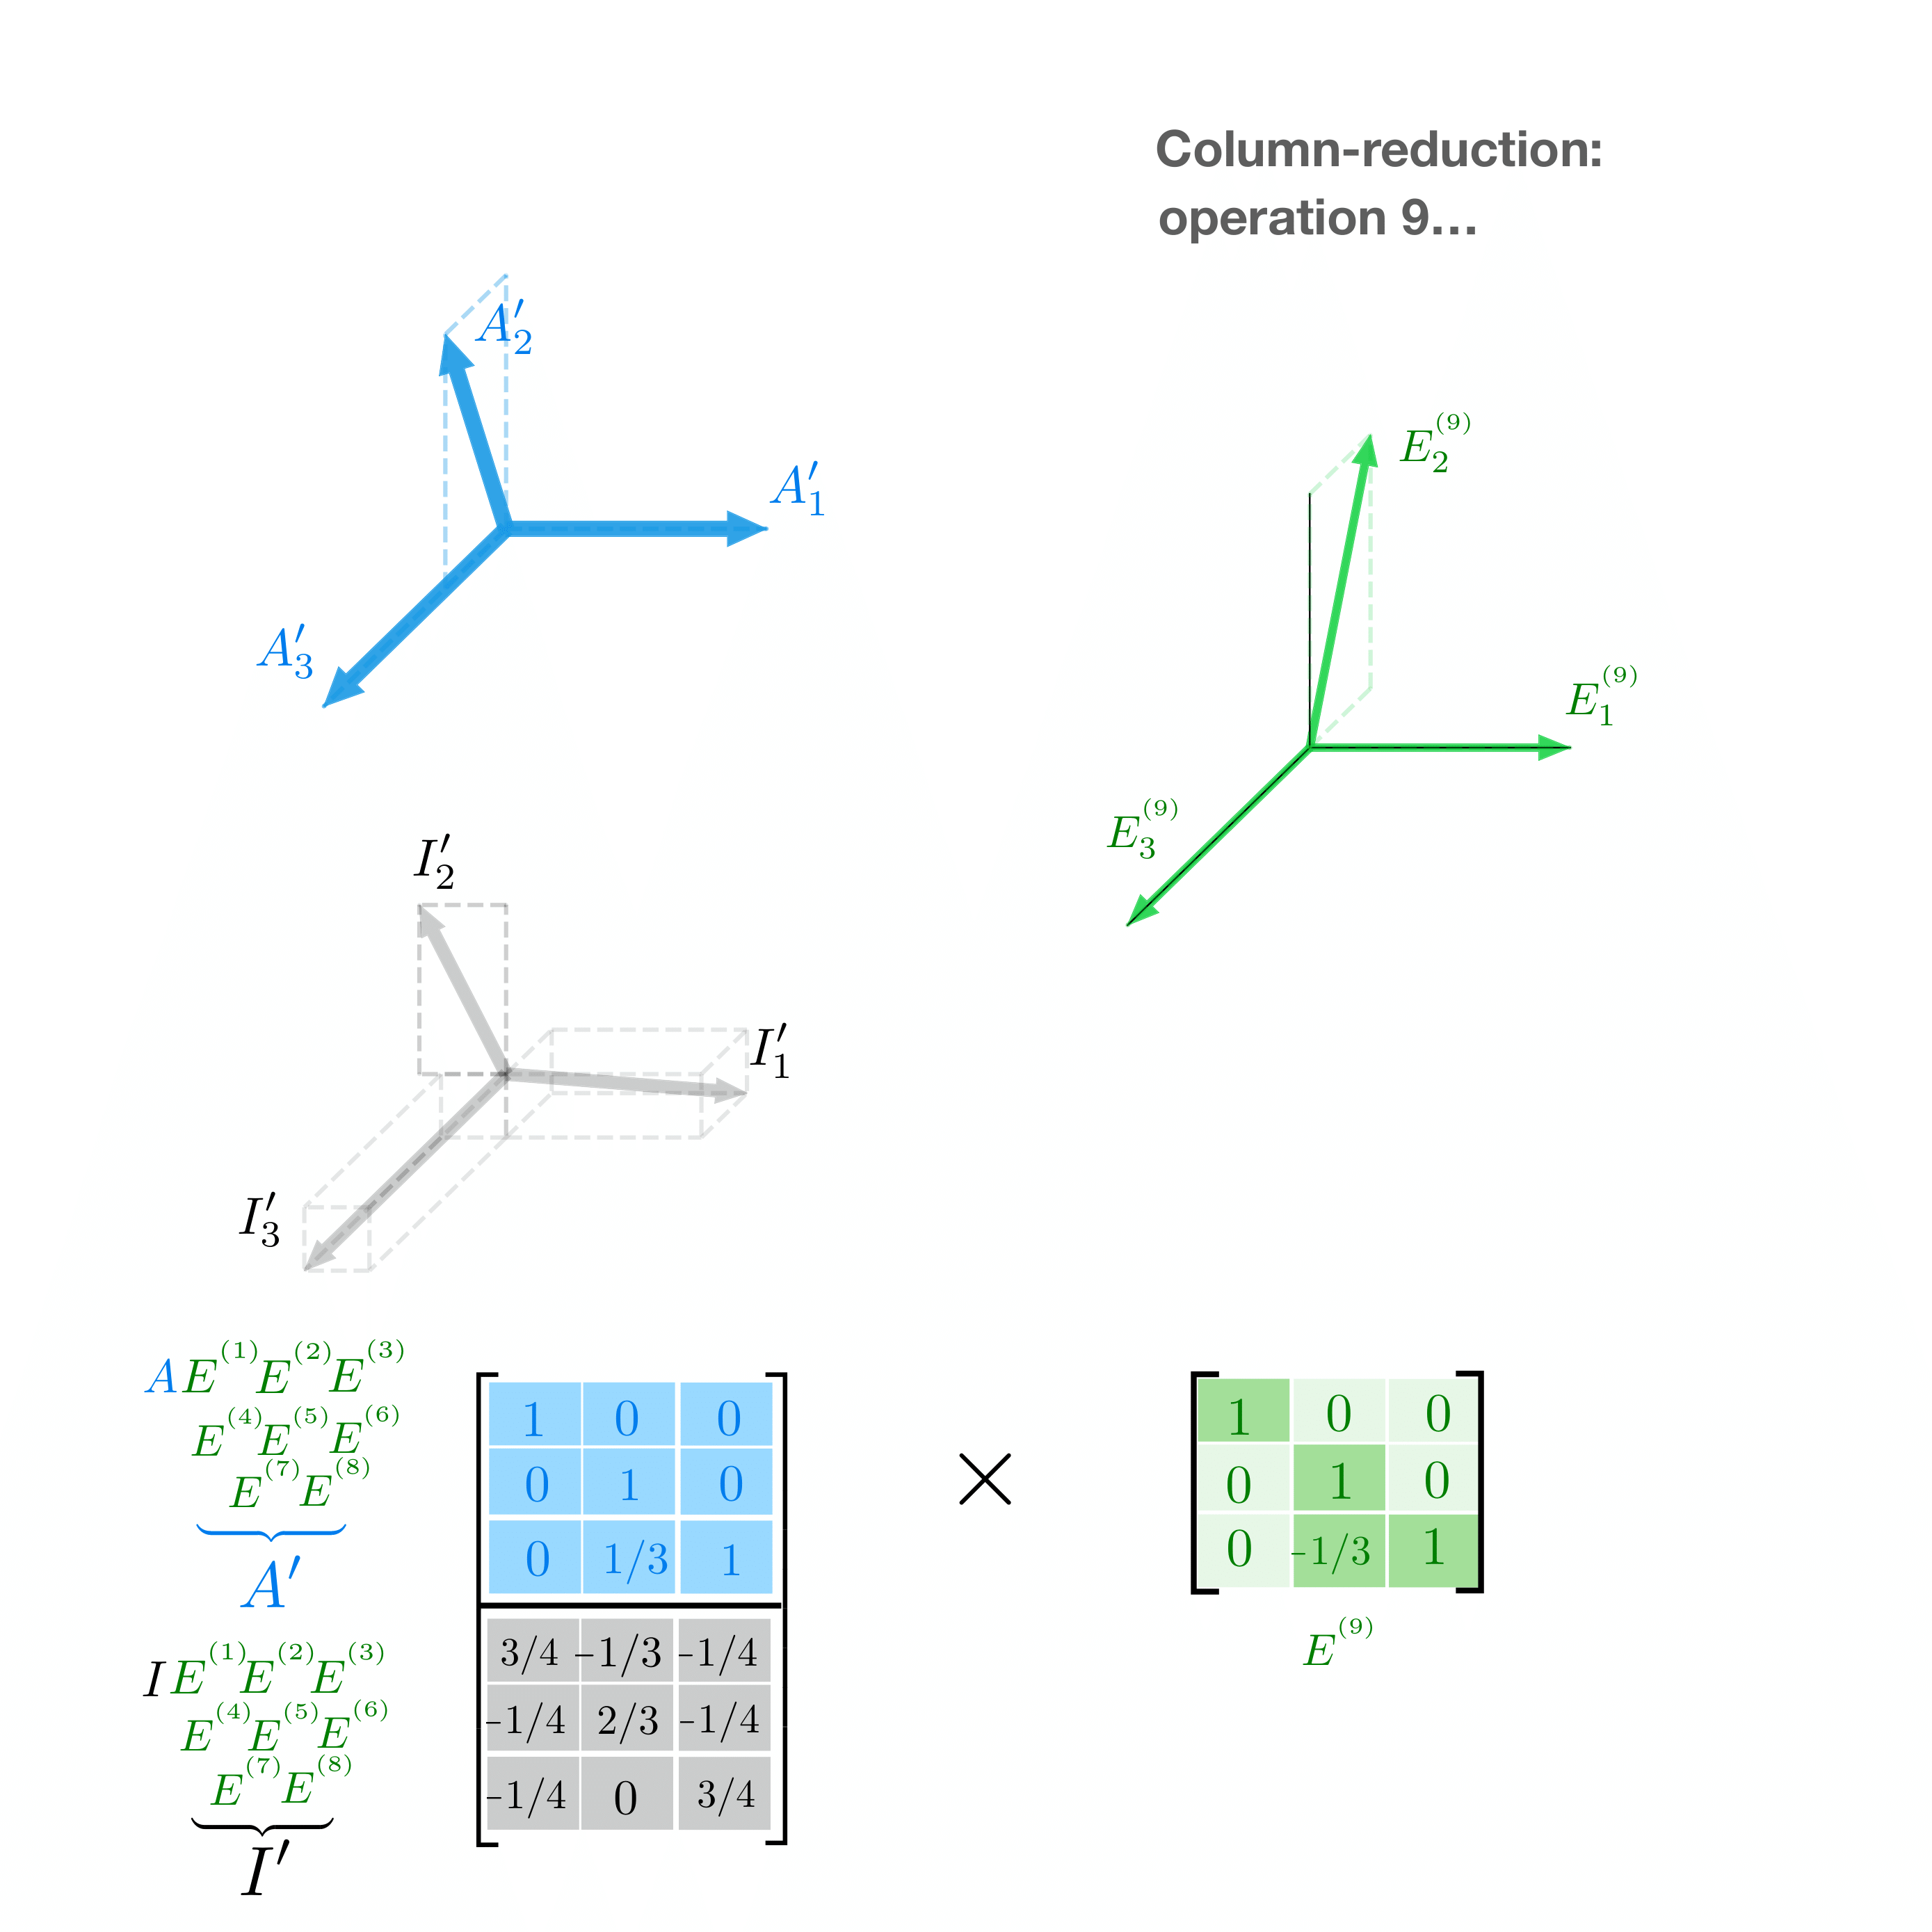 Column-reduction:
operation 9...
A′₂
A′₁
A′₃
E₂⁽⁹⁾
E₁⁽⁹⁾
E₃⁽⁹⁾
I′₂
I′₁
I′₃
AE⁽¹⁾E⁽²⁾E⁽³⁾
E⁽⁴⁾E⁽⁵⁾E⁽⁶⁾
E⁽⁷⁾E⁽⁸⁾
A′
IE⁽¹⁾E⁽²⁾E⁽³⁾
E⁽⁴⁾E⁽⁵⁾E⁽⁶⁾
E⁽⁷⁾E⁽⁸⁾
I′
1 0 0
0 1 0
0 1/3 1
3/4 −1/3 -1/4
-1/4 2/3 -1/4
-1/4 0 3/4
×
1 0 0
0 1 0
0 -1/3 1
E⁽⁹⁾